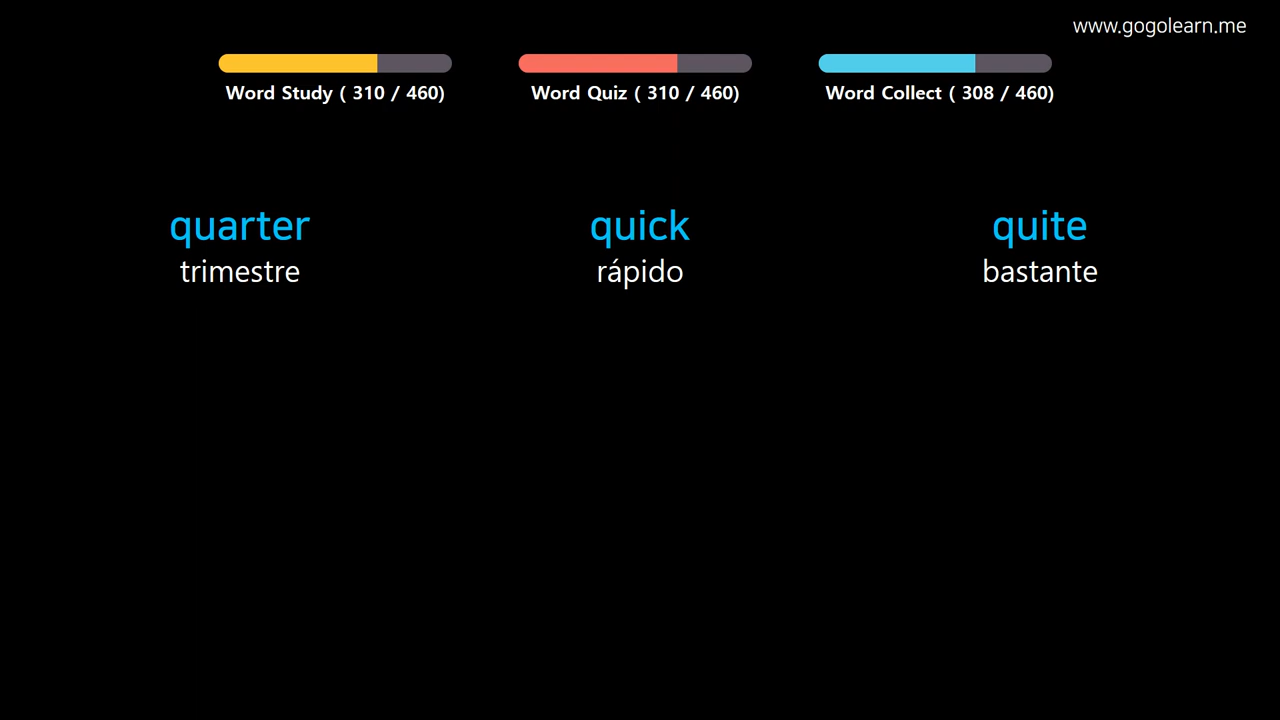 www.gogolearn.me
Word Study ( 310 / 460)
Word Quiz ( 310 / 460)
Word Collect ( 308 / 460)
quarter
trimestre
quick
rápido
quite
bastante